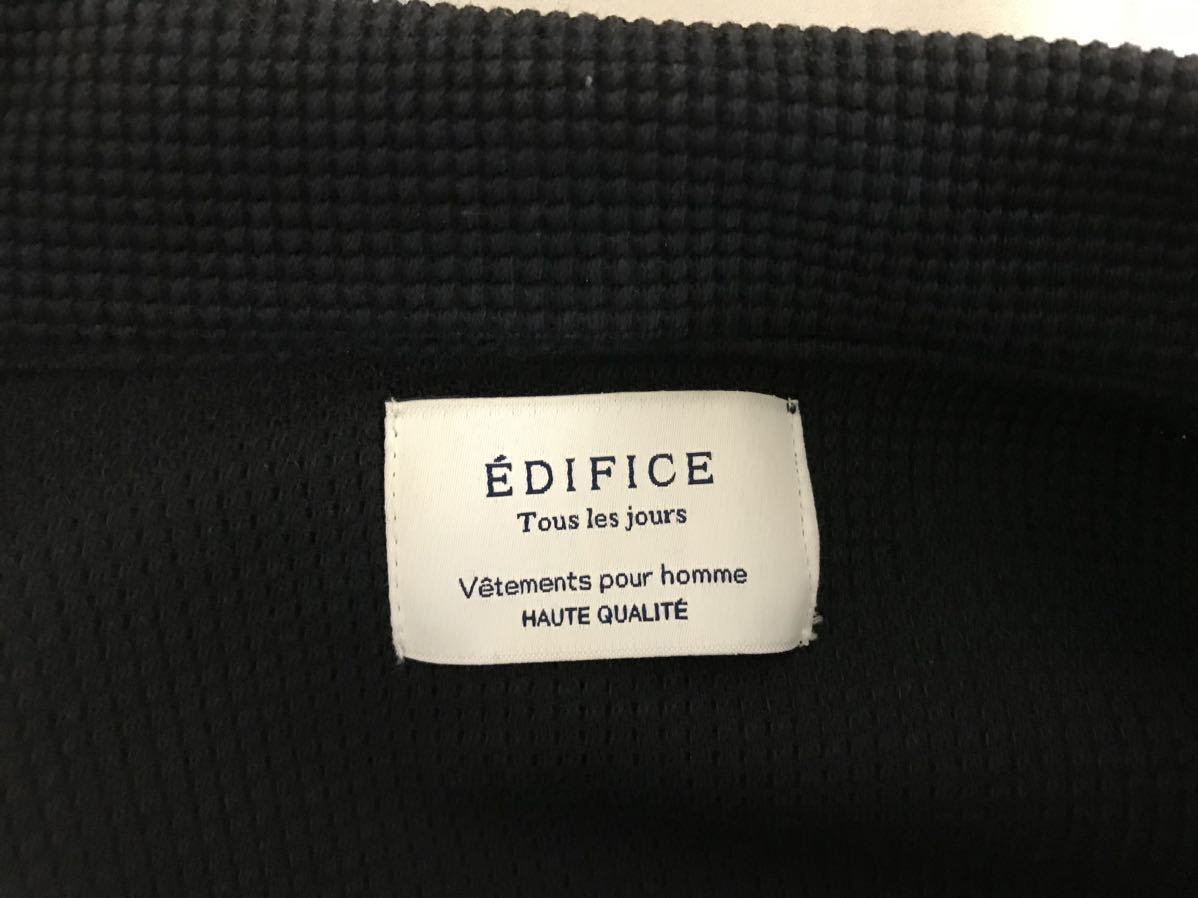 ÉDIFICE
Tous les jours
Vêtements pour homme
HAUTE QUALITÉ